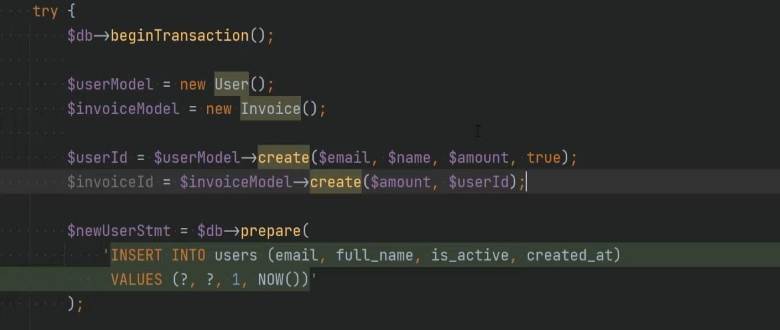 try {
$db->beginTransaction();
$userModel = new User();
$invoiceModel = new Invoice();
$userId = $userModel->create($email, $name, $amount, true);
$invoiceId = $invoiceModel->create($amount, $userId);
$newUserStmt = $db->prepare(
'INSERT INTO users (email, full_name, is_active, created_at)
VALUES (?, ?, 1, NOW())'
);